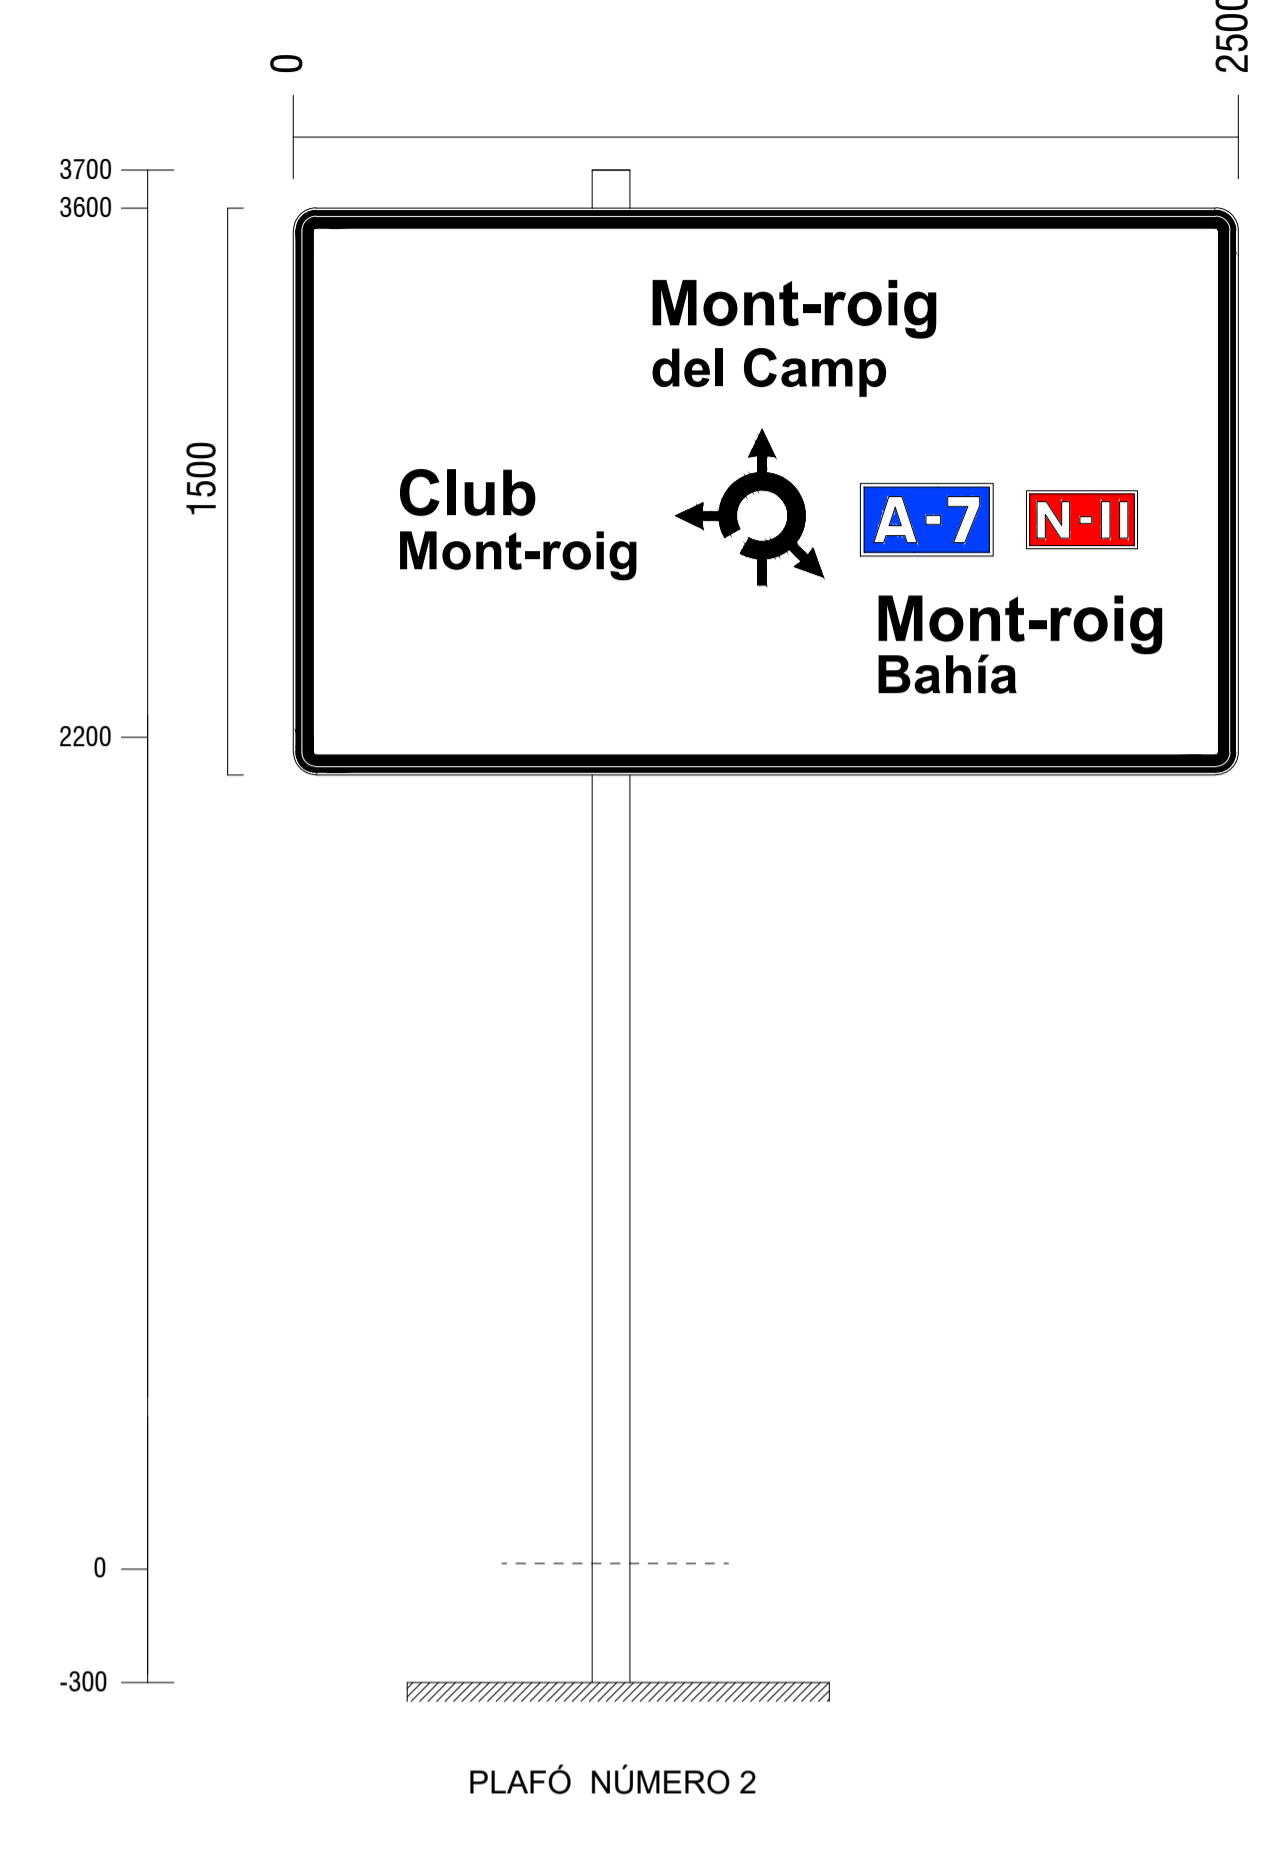 0
2500
3700
3600
1500
2200
0
-300
Mont-roig
del Camp
Club
Mont-roig
A-7
N-II
Mont-roig
Bahía
PLAFÓ NÚMERO 2